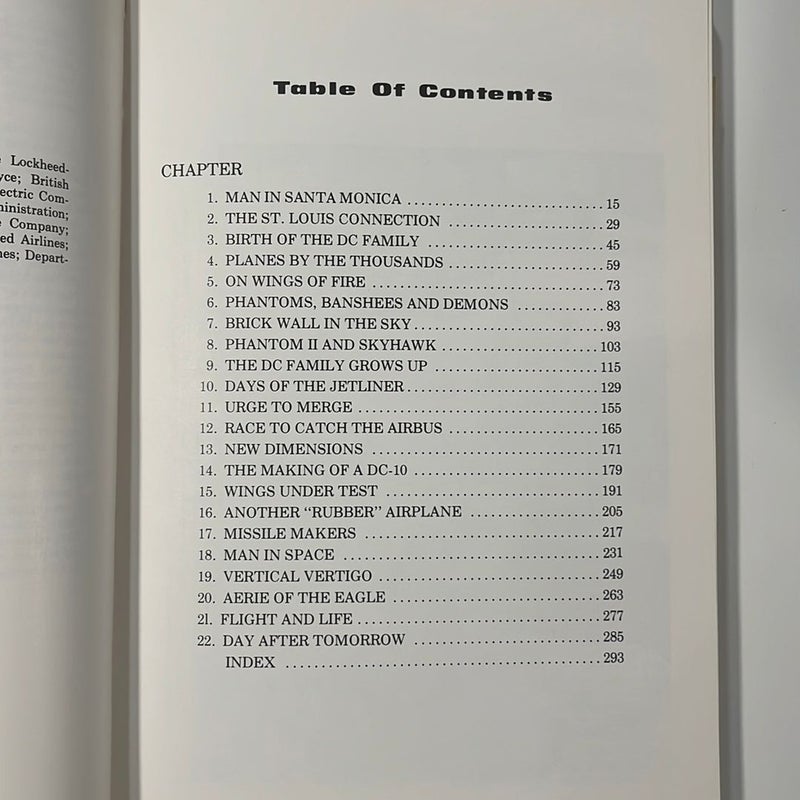 Lockheed-
yce; British
ectric Com-
ministration;
Company;
ed Airlines;
nes; Depart-
Table Of Contents
CHAPTER
1. MAN IN SANTA MONICA ........................... 15
2. THE ST. LOUIS CONNECTION ..................... 29
3. BIRTH OF THE DC FAMILY ........................ 45
4. PLANES BY THE THOUSANDS ..................... 59
5. ON WINGS OF FIRE ................................ 73
6. PHANTOMS, BANSHEES AND DEMONS ............ 83
7. BRICK WALL IN THE SKY .......................... 93
8. PHANTOM II AND SKYHAWK ...................... 103
9. THE DC FAMILY GROWS UP ....................... 115
10. DAYS OF THE JETLINER ........................... 129
11. URGE TO MERGE .................................. 155
12. RACE TO CATCH THE AIRBUS ..................... 165
13. NEW DIMENSIONS ................................ 171
14. THE MAKING OF A DC-10 .......................... 179
15. WINGS UNDER TEST .............................. 191
16. ANOTHER "RUBBER" AIRPLANE .................. 205
17. MISSILE MAKERS ................................. 217
18. MAN IN SPACE .................................... 231
19. VERTICAL VERTIGO ............................... 249
20. AERIE OF THE EAGLE ............................. 263
21. FLIGHT AND LIFE .................................. 277
22. DAY AFTER TOMORROW .......................... 285
INDEX ............................................ 293